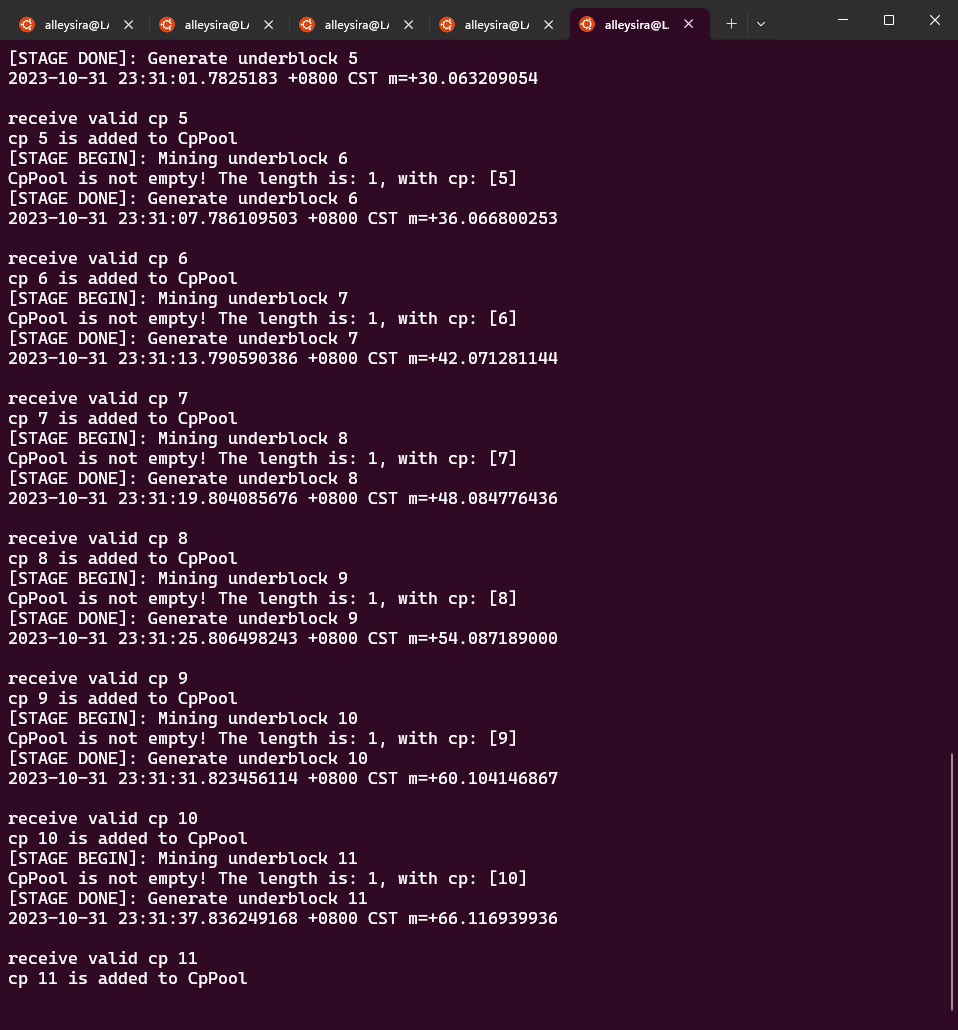 alleysira@LA
alleysira@LA
alleysira@LA
alleysira@LA
alleysira@L
[STAGE DONE]: Generate underblock 5
2023-10-31 23:31:01.7825183 +0800 CST m=+30.063209054
receive valid cp 5
cp 5 is added to CpPool
[STAGE BEGIN]: Mining underblock 6
CpPool is not empty! The length is: 1, with cp: [5]
[STAGE DONE]: Generate underblock 6
2023-10-31 23:31:07.786109503 +0800 CST m=+36.066800253
receive valid cp 6
cp 6 is added to CpPool
[STAGE BEGIN]: Mining underblock 7
CpPool is not empty! The length is: 1, with cp: [6]
[STAGE DONE]: Generate underblock 7
2023-10-31 23:31:13.790590386 +0800 CST m=+42.071281144
receive valid cp 7
cp 7 is added to CpPool
[STAGE BEGIN]: Mining underblock 8
CpPool is not empty! The length is: 1, with cp: [7]
[STAGE DONE]: Generate underblock 8
2023-10-31 23:31:19.804085676 +0800 CST m=+48.084776436
receive valid cp 8
cp 8 is added to CpPool
[STAGE BEGIN]: Mining underblock 9
CpPool is not empty! The length is: 1, with cp: [8]
[STAGE DONE]: Generate underblock 9
2023-10-31 23:31:25.806498243 +0800 CST m=+54.087189000
receive valid cp 9
cp 9 is added to CpPool
[STAGE BEGIN]: Mining underblock 10
CpPool is not empty! The length is: 1, with cp: [9]
[STAGE DONE]: Generate underblock 10
2023-10-31 23:31:31.823456114 +0800 CST m=+60.104146867
receive valid cp 10
cp 10 is added to CpPool
[STAGE BEGIN]: Mining underblock 11
CpPool is not empty! The length is: 1, with cp: [10]
[STAGE DONE]: Generate underblock 11
2023-10-31 23:31:37.836249168 +0800 CST m=+66.116939936
receive valid cp 11
cp 11 is added to CpPool